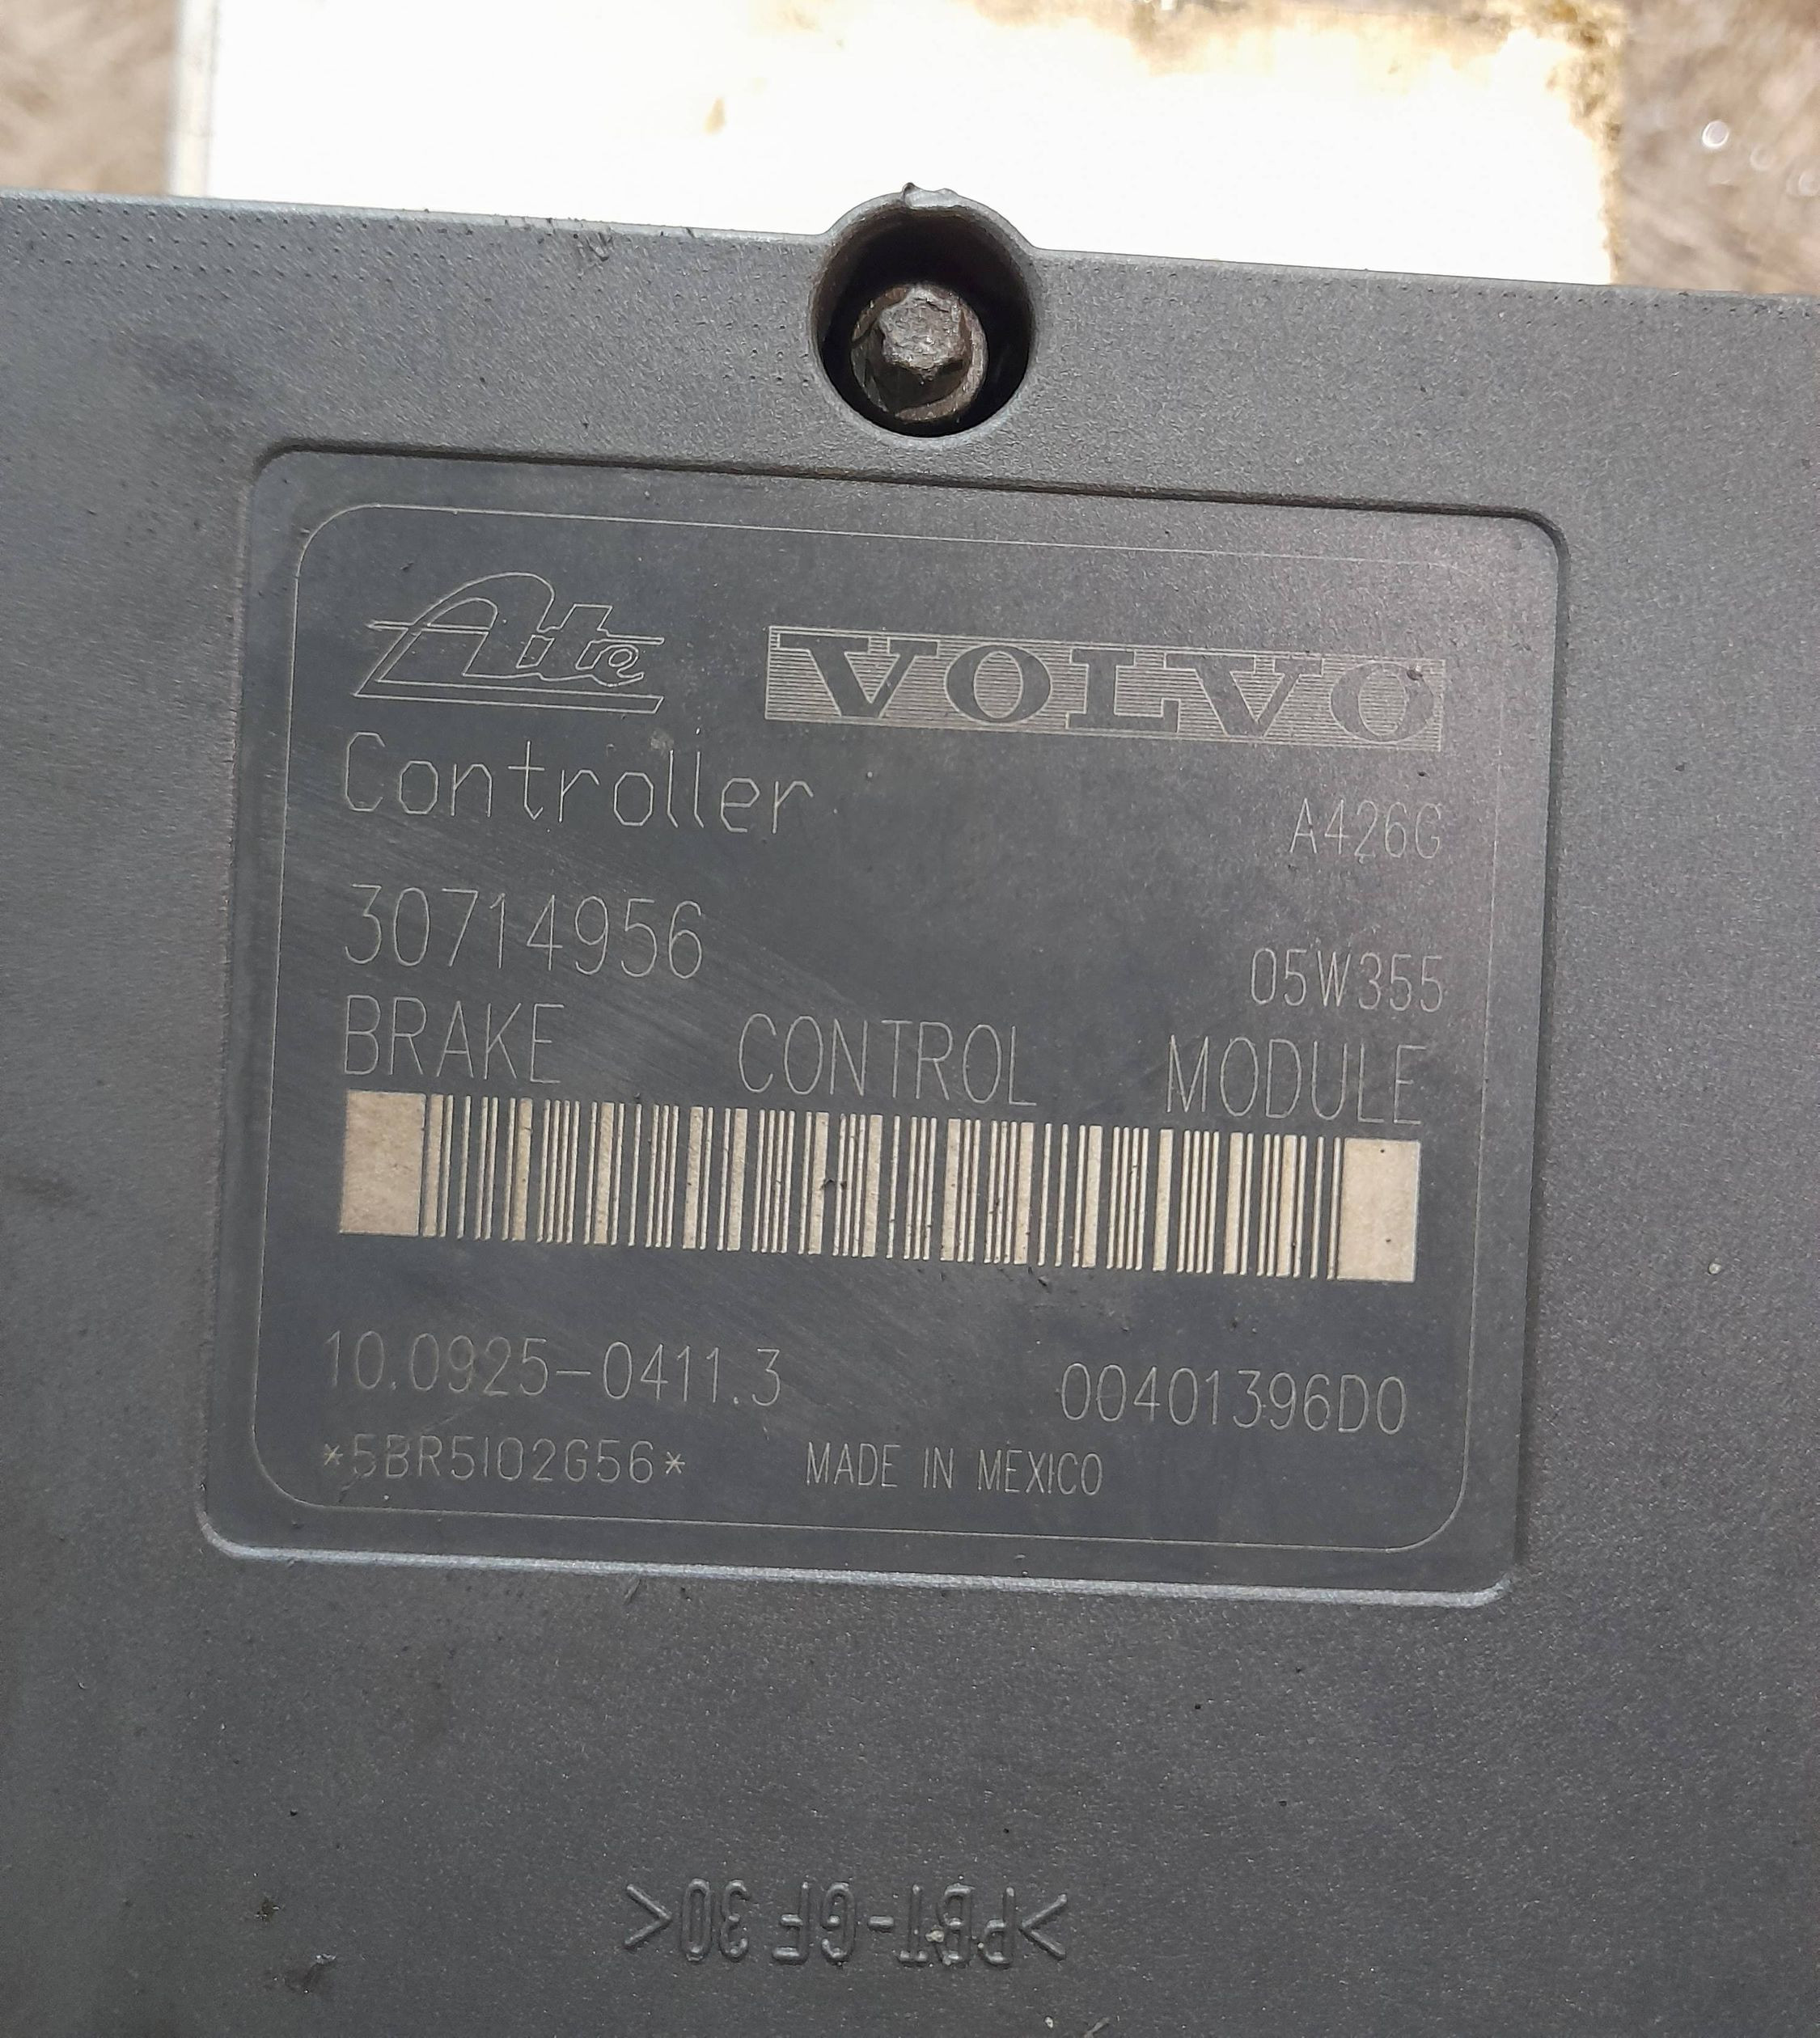 Ate VOLVO
Controller A426G
30714956 05W355
BRAKE CONTROL MODULE
10.0925-0411.3 00401396D0
*5BR5I02G56* MADE IN MEXICO
>PBT-GF 30<